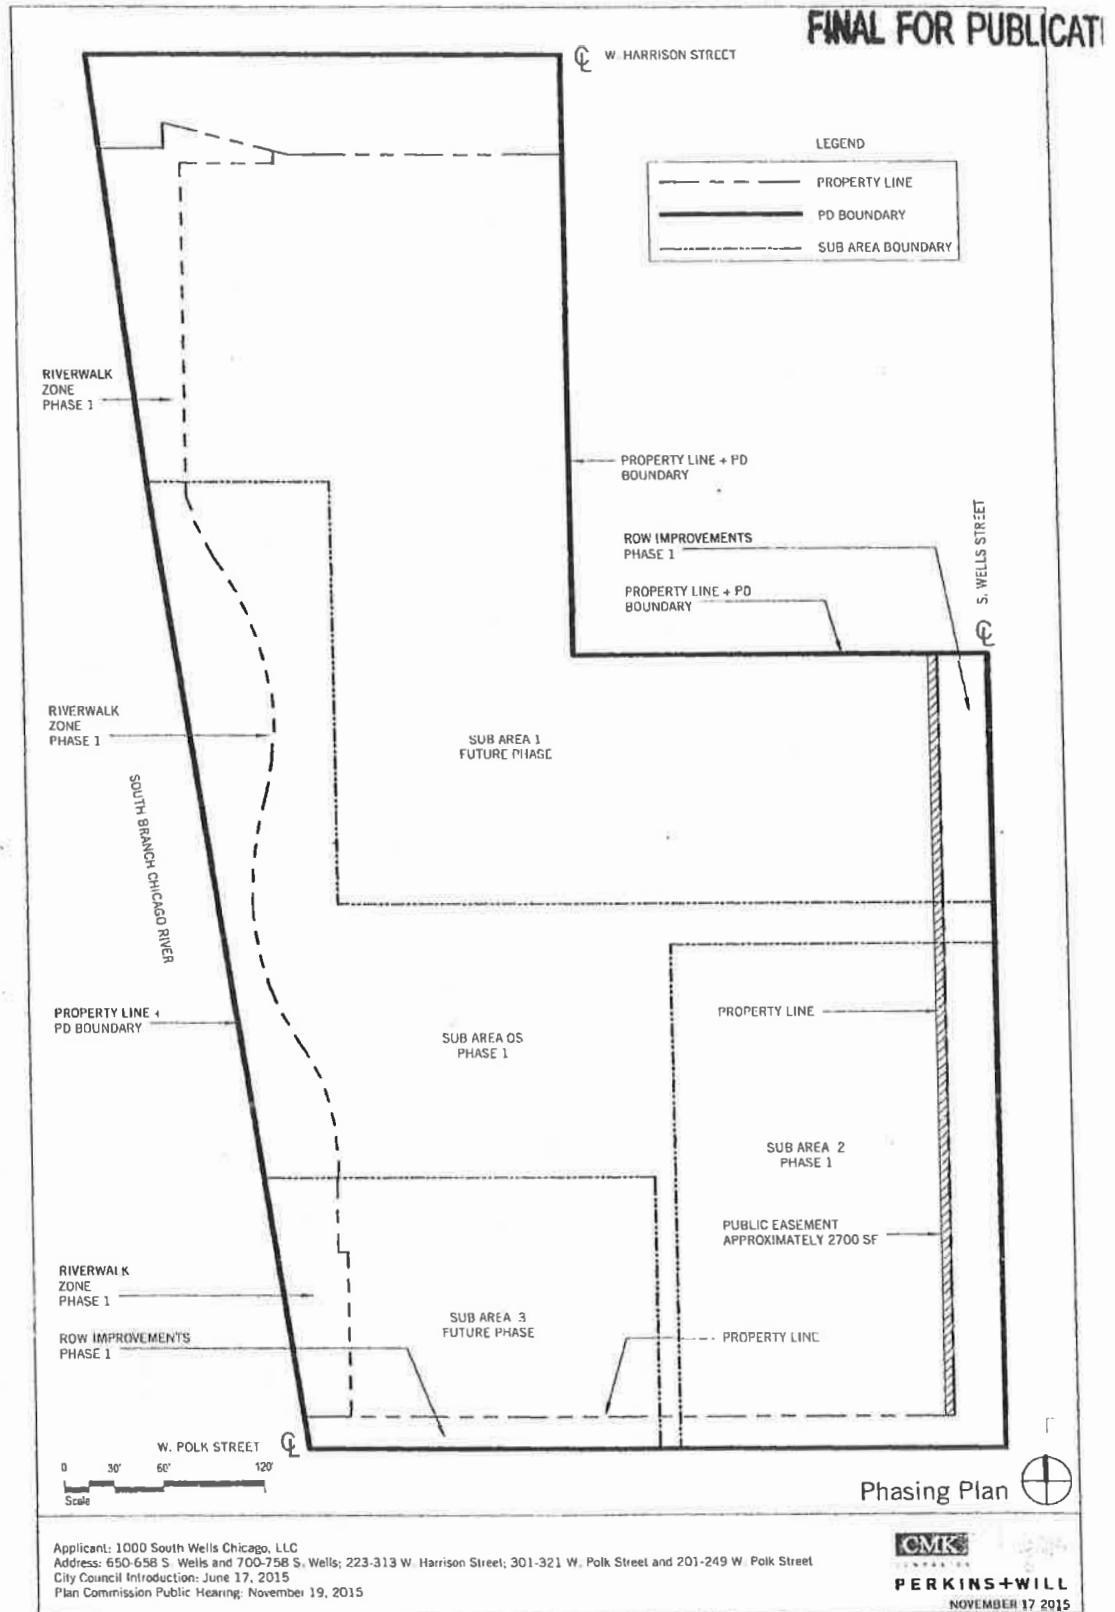 FINAL FOR PUBLICATI
CL W. HARRISON STREET
LEGEND
PROPERTY LINE
PD BOUNDARY
SUB AREA BOUNDARY
RIVERWALK
ZONE
PHASE 1
PROPERTY LINE + PD
BOUNDARY
ROW IMPROVEMENTS
PHASE 1
S. WELLS STREET
CL
PROPERTY LINE + PD
BOUNDARY
RIVERWALK
ZONE
PHASE 1
SUB AREA 1
FUTURE PHASE
SOUTH BRANCH CHICAGO RIVER
PROPERTY LINE +
PD BOUNDARY
PROPERTY LINE
SUB AREA OS
PHASE 1
SUB AREA 2
PHASE 1
PUBLIC EASEMENT
APPROXIMATELY 2700 SF
RIVERWALK
ZONE
PHASE 1
SUB AREA 3
FUTURE PHASE
ROW IMPROVEMENTS
PHASE 1
PROPERTY LINE
W. POLK STREET CL
0 30' 60' 120'
Scale
Phasing Plan
Applicant: 1000 South Wells Chicago, LLC
Address: 650-658 S. Wells and 700-758 S. Wells; 223-313 W. Harrison Street; 301-321 W. Polk Street and 201-249 W. Polk Street
City Council Introduction: June 17, 2015
Plan Commission Public Hearing: November 19, 2015
CMK
PERKINS+WILL
NOVEMBER 17 2015